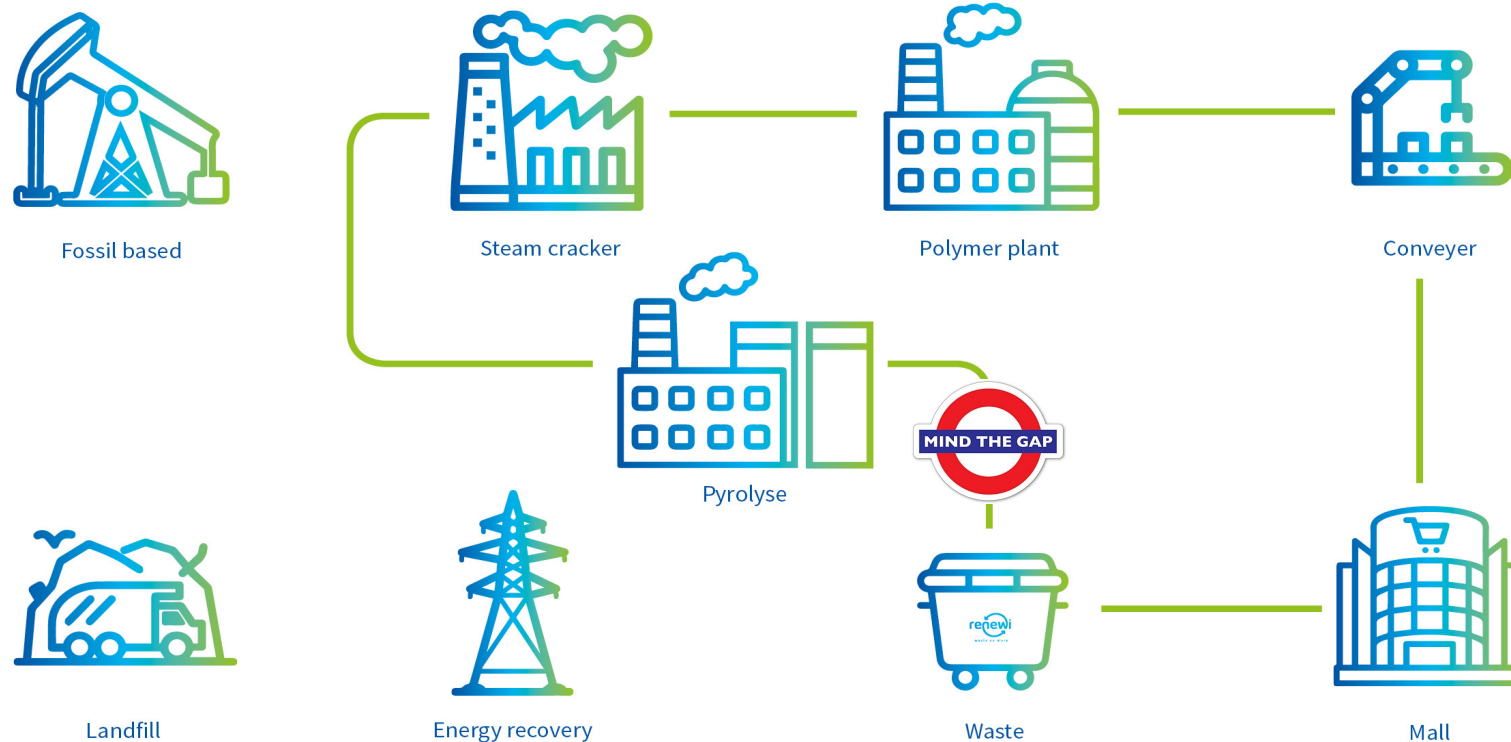 Fossil based
Steam cracker
Polymer plant
Conveyer
Pyrolyse
MIND THE GAP
renewi
Landfill
Energy recovery
Waste
Mall